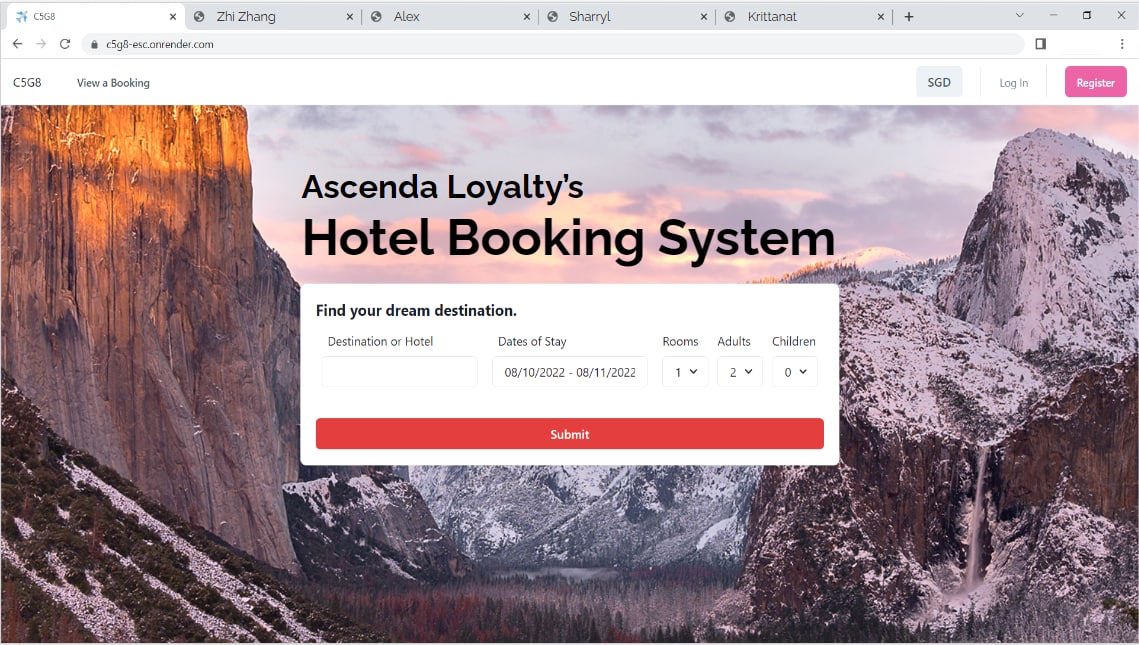 C5G8
Zhi Zhang
Alex
Sharryl
Krittanat
c5g8-esc.onrender.com
C5G8
View a Booking
SGD
Log In
Register
Ascenda Loyalty’s
Hotel Booking System
Find your dream destination.
Destination or Hotel
Dates of Stay
Rooms
Adults
Children
08/10/2022 - 08/11/2022
1
2
0
Submit